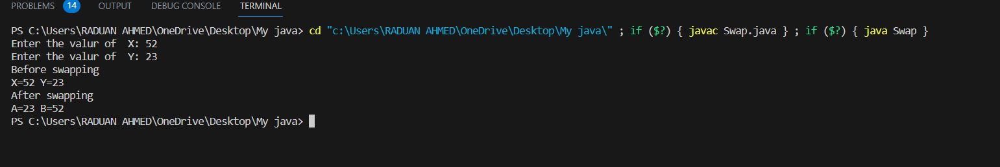 PROBLEMS 14 OUTPUT DEBUG CONSOLE TERMINAL
PS C:\Users\RADUAN AHMED\OneDrive\Desktop\My java> cd "c:\Users\RADUAN AHMED\OneDrive\Desktop\My java\" ; if ($?) { javac Swap.java } ; if ($?) { java Swap }
Enter the valur of  X: 52
Enter the valur of  Y: 23
Before swapping
X=52 Y=23
After swapping
A=23 B=52
PS C:\Users\RADUAN AHMED\OneDrive\Desktop\My java>